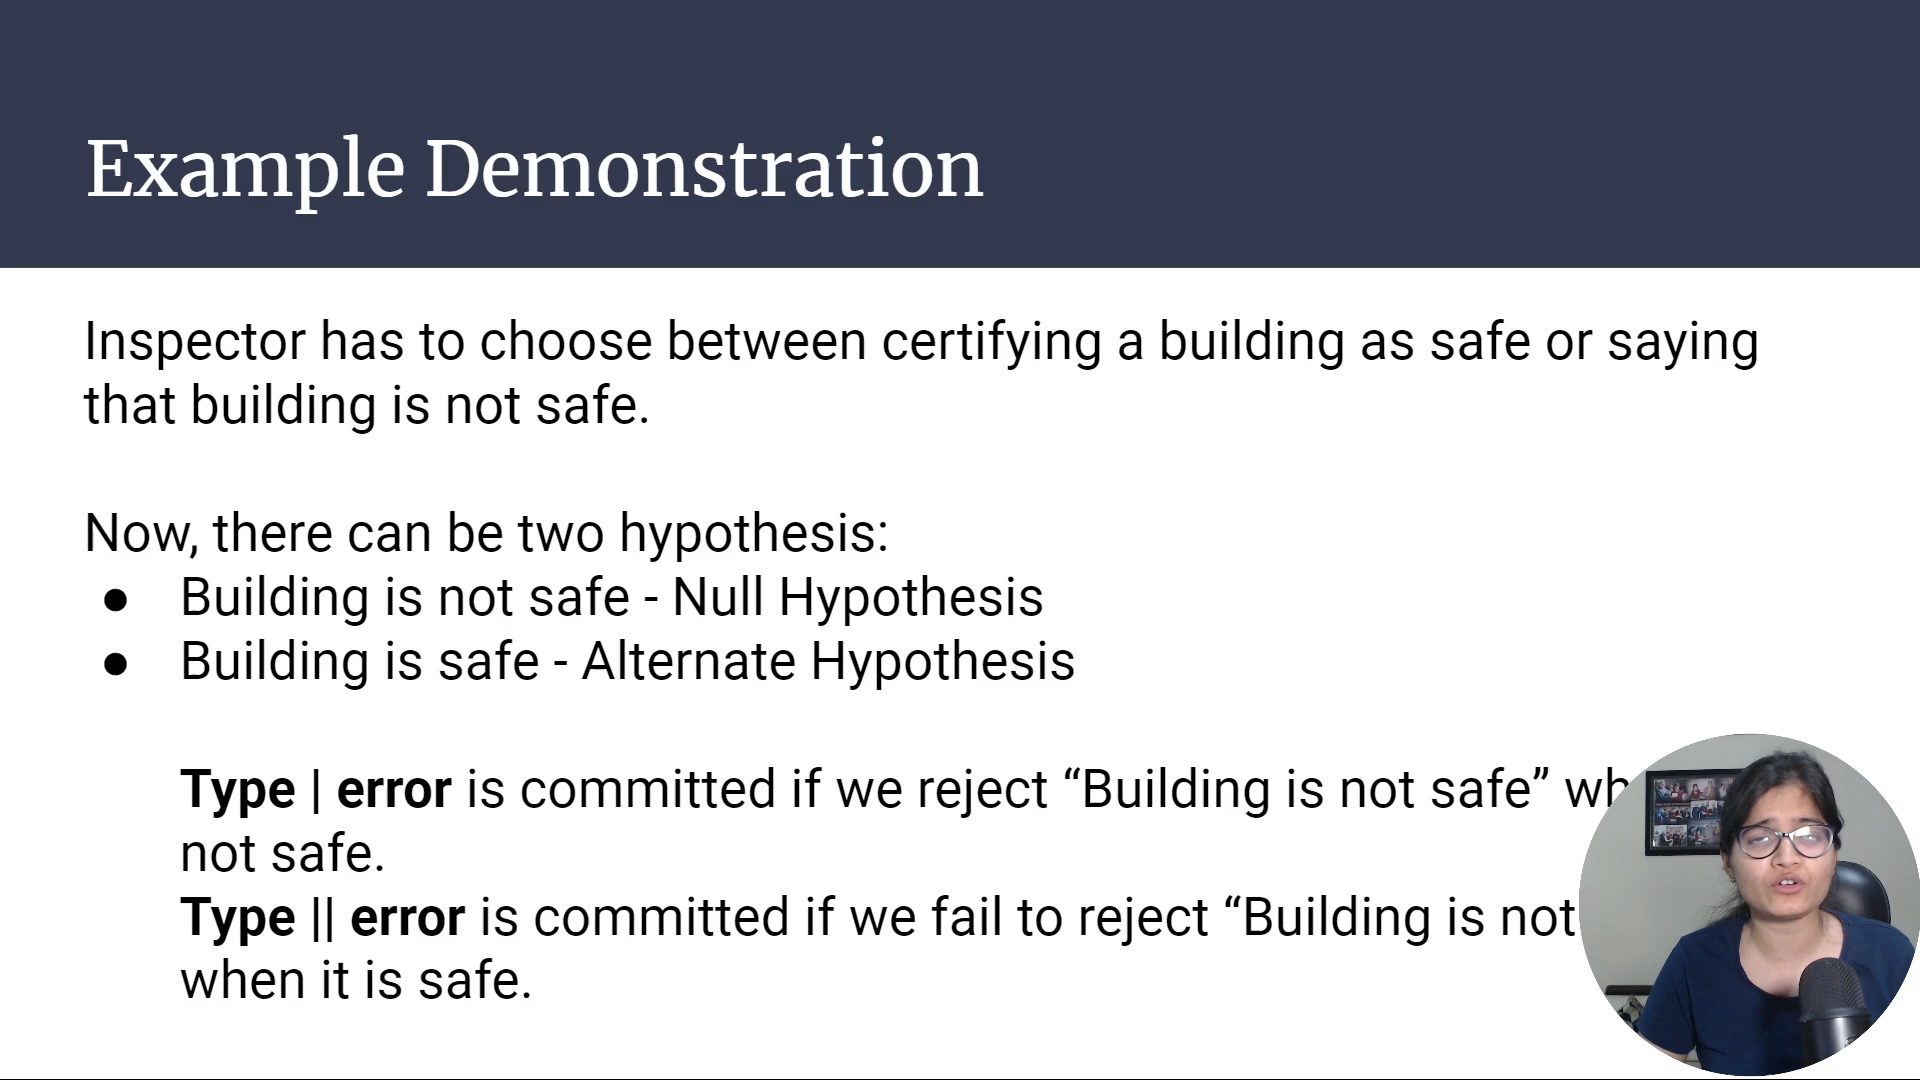 Example Demonstration
Inspector has to choose between certifying a building as safe or saying
that building is not safe.
Now, there can be two hypothesis:
● Building is not safe - Null Hypothesis
● Building is safe - Alternate Hypothesis
Type | error is committed if we reject “Building is not safe”
not safe.
Type || error is committed if we fail to reject “Building is not
when it is safe.